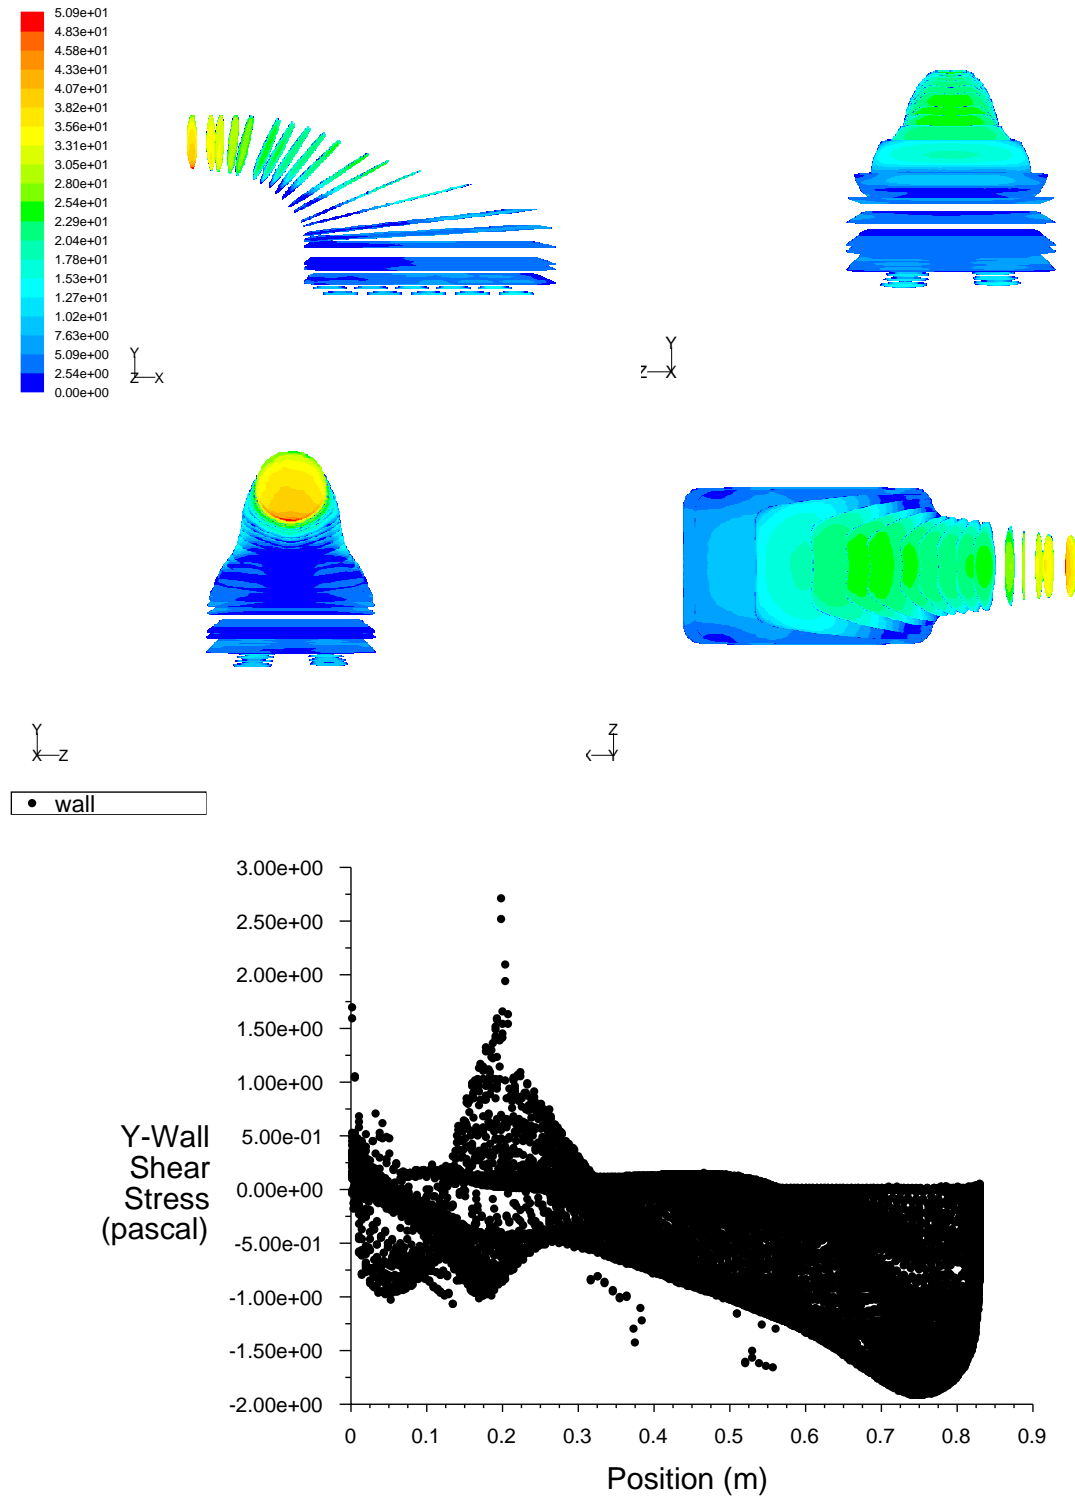 5.09e+01
4.83e+01
4.58e+01
4.33e+01
4.07e+01
3.82e+01
3.56e+01
3.31e+01
3.05e+01
2.80e+01
2.54e+01
2.29e+01
2.04e+01
1.78e+01
1.53e+01
1.27e+01
1.02e+01
7.63e+00
5.09e+00
2.54e+00
0.00e+00
Y
Z X
Y
Z X
Y
X Z
Z
X Y
wall
3.00e+00
2.50e+00
2.00e+00
1.50e+00
1.00e+00
5.00e-01
0.00e+00
-5.00e-01
-1.00e+00
-1.50e+00
-2.00e+00
Y-Wall
Shear
Stress
(pascal)
0 0.1 0.2 0.3 0.4 0.5 0.6 0.7 0.8 0.9
Position (m)